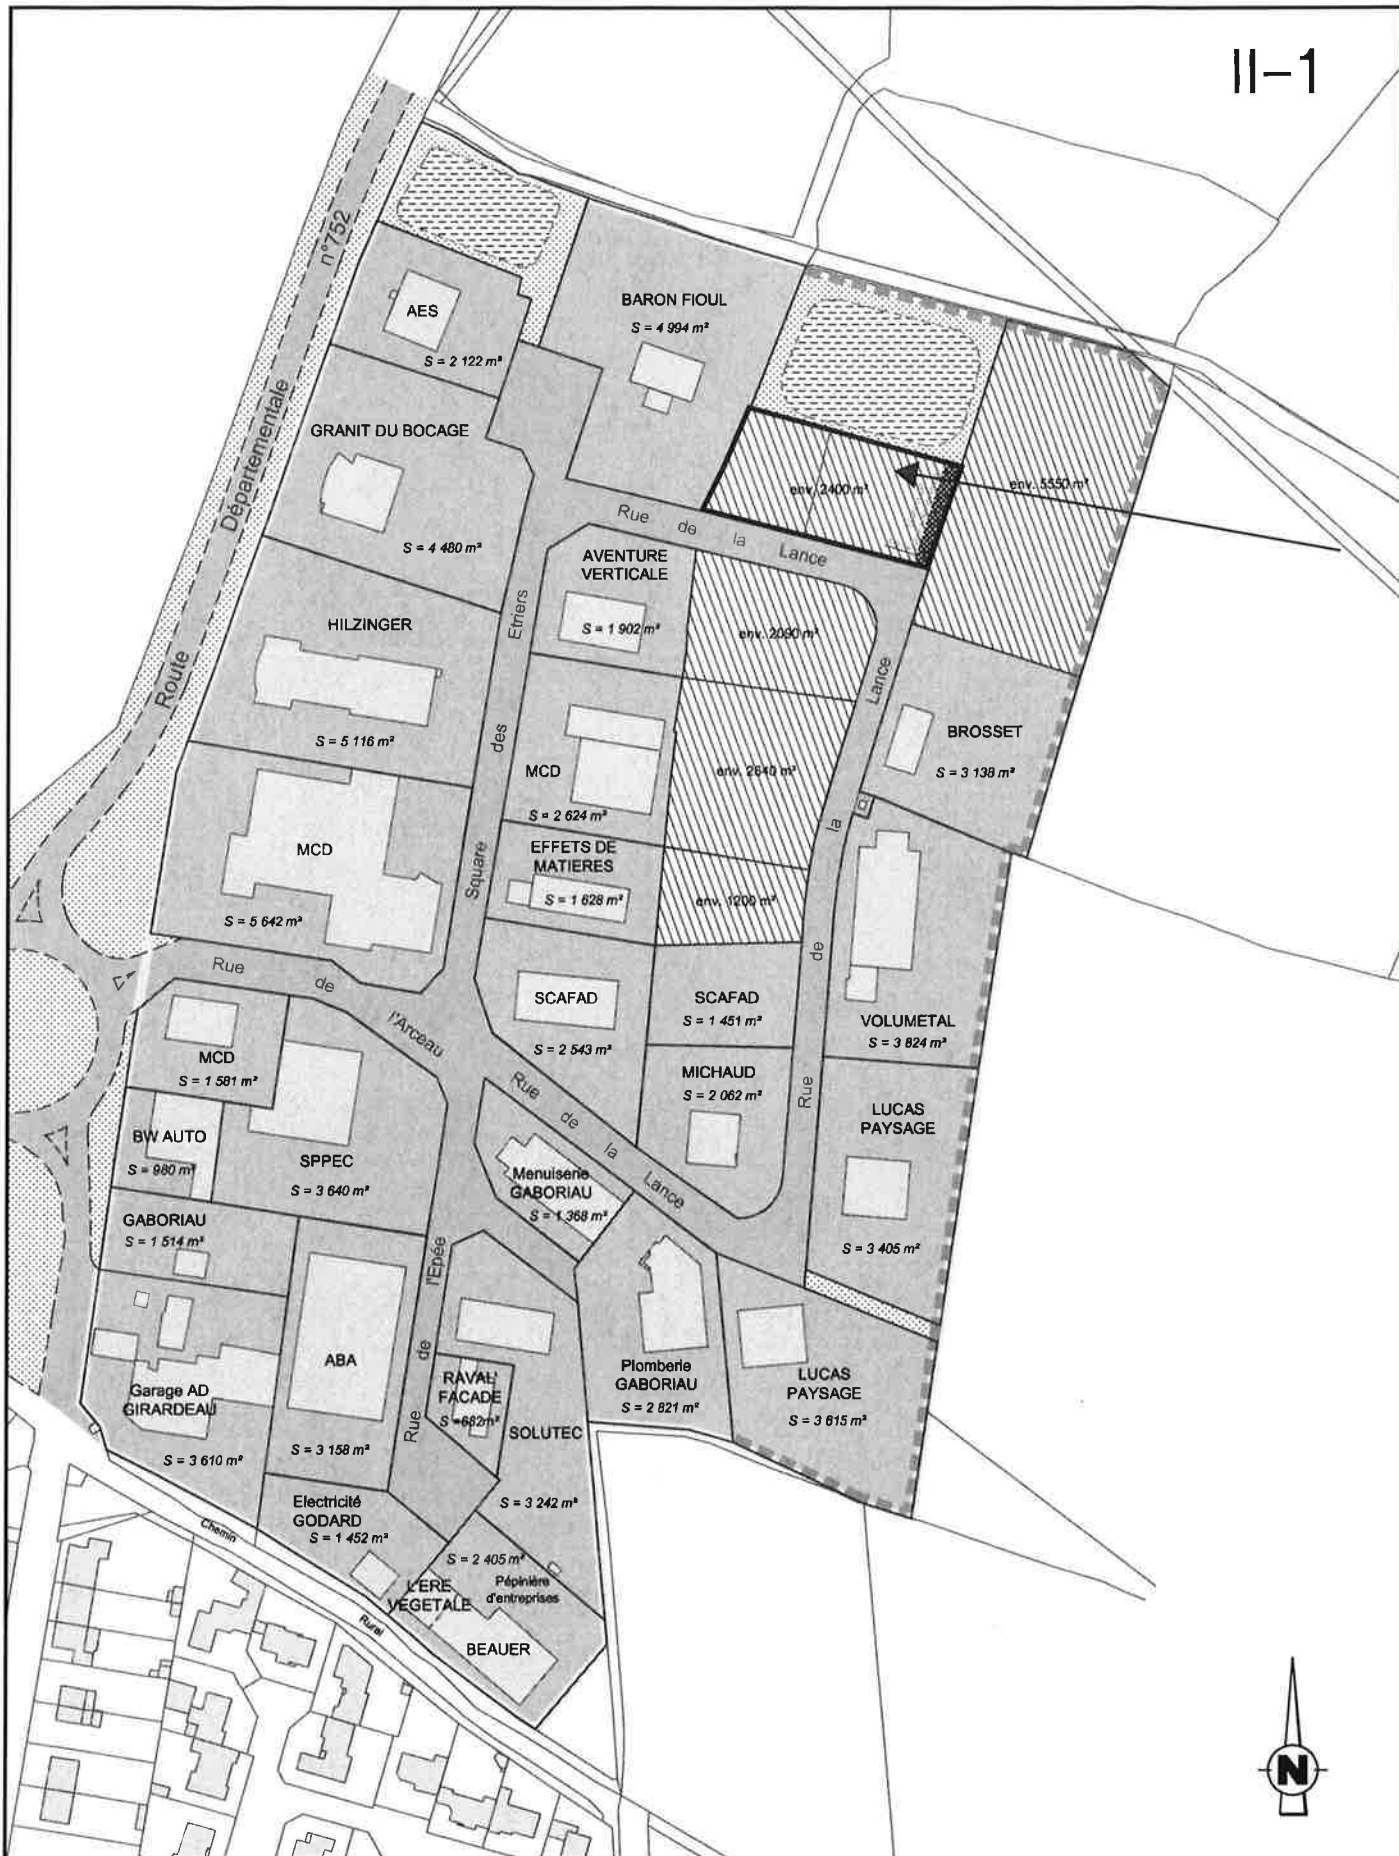 II-1
n°752
Départementale
Route
AES
S = 2 122 m²
BARON FIOUL
S = 4 994 m²
GRANIT DU BOCAGE
S = 4 480 m²
env. 2400 m²
env. 5550 m²
Rue de la Lance
AVENTURE
VERTICALE
S = 1 902 m²
Etriers
des
Square
HILZINGER
S = 5 116 m²
env. 2090 m²
Lance
la
de
Rue
BROSSET
S = 3 138 m²
MCD
S = 2 624 m²
env. 2640 m²
MCD
S = 5 642 m²
EFFETS DE
MATIERES
S = 1 628 m²
env. 1200 m²
Rue de l'Arceau
SCAFAD
S = 2 543 m²
SCAFAD
S = 1 451 m²
VOLUMETAL
S = 3 824 m²
MCD
S = 1 581 m²
MICHAUD
S = 2 062 m²
Rue de la Lance
LUCAS
PAYSAGE
S = 3 405 m²
BW AUTO
S = 980 m²
SPPEC
S = 3 640 m²
Menuiserie
GABORIAU
S = 1 368 m²
GABORIAU
S = 1 514 m²
l'Epée
de
Rue
ABA
S = 3 158 m²
Garage AD
GIRARDEAU
S = 3 610 m²
RAVAL'
FACADE
S =682m²
SOLUTEC
S = 3 242 m²
Plomberie
GABORIAU
S = 2 821 m²
LUCAS
PAYSAGE
S = 3 615 m²
Electricité
GODARD
S = 1 452 m²
S = 2 405 m²
Pépinière
d'entreprises
L'ERE
VEGETALE
BEAUER
Chemin
Rural
N